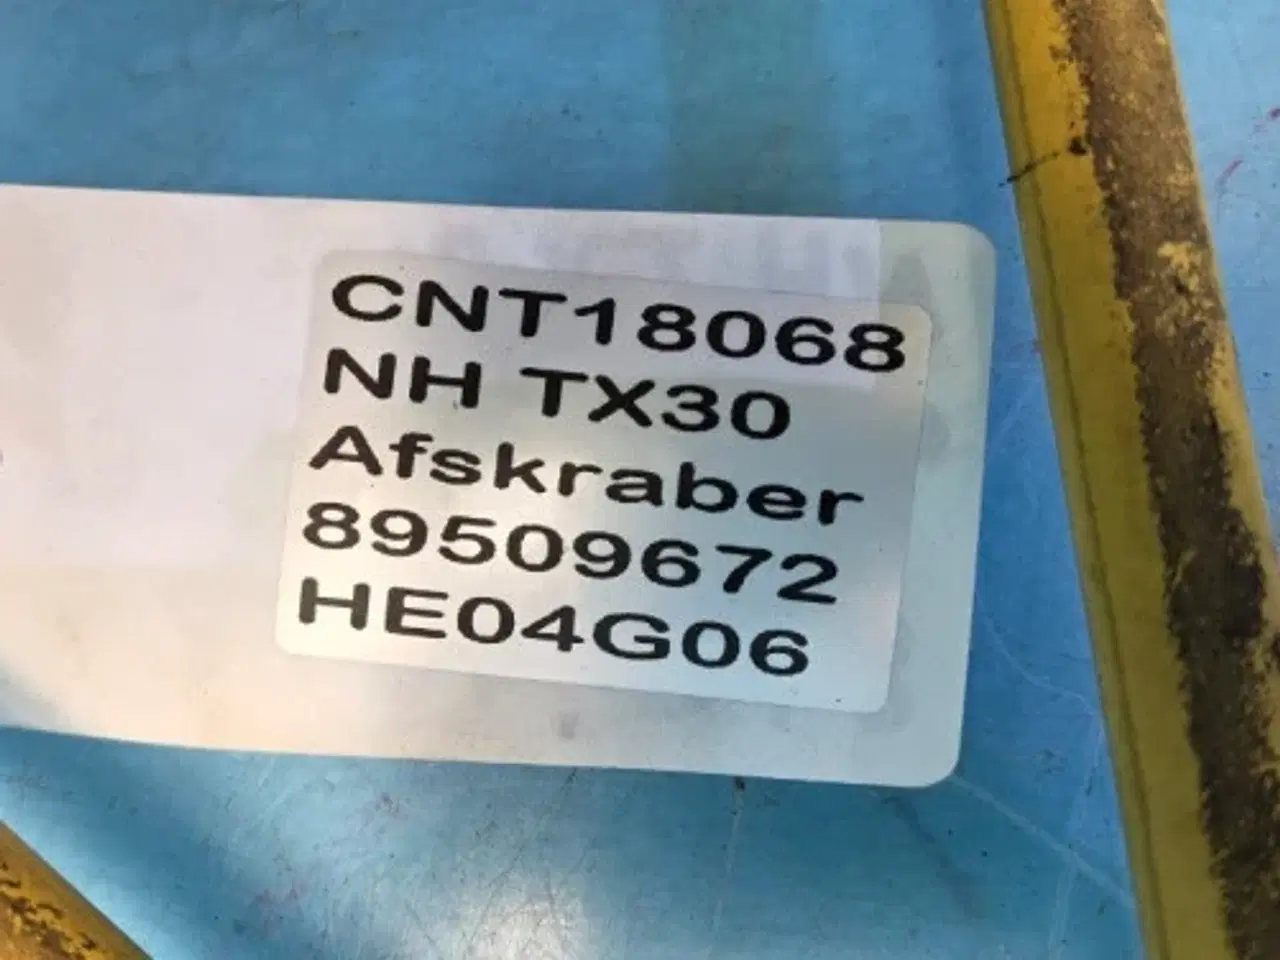 CNT18068
NH TX30
Afskraber
89509672
HE04G06